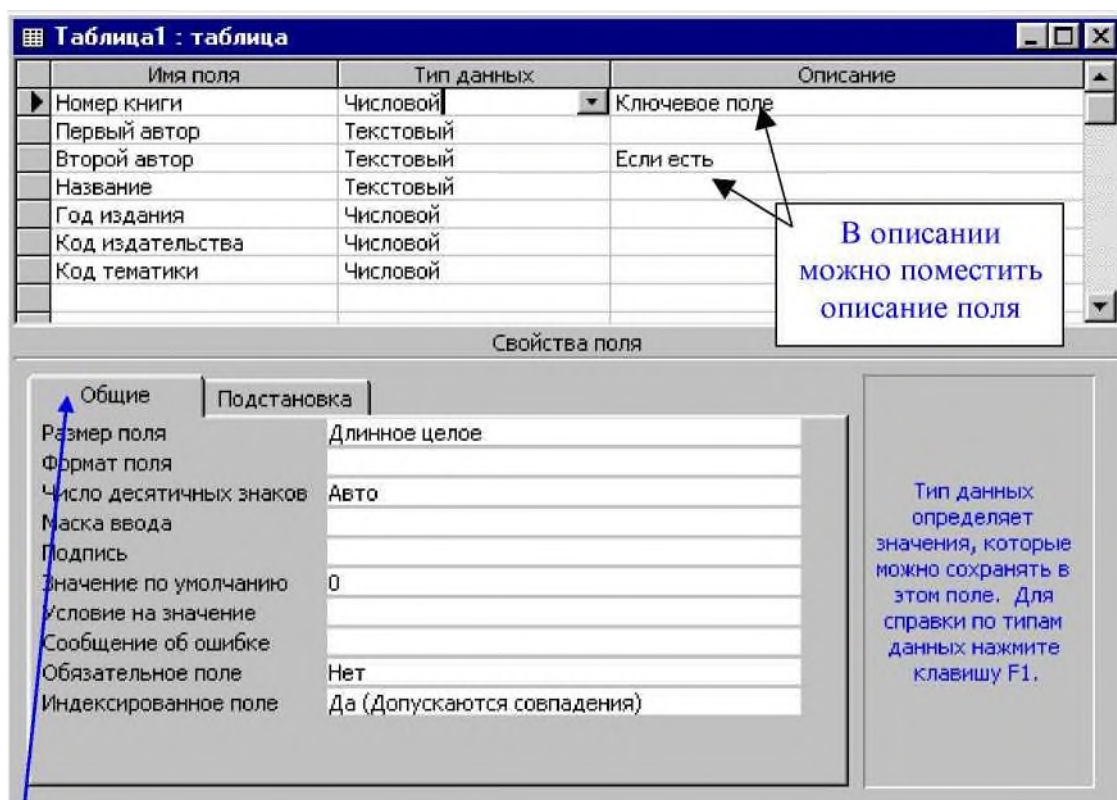 Таблица1 : таблица
Имя поля Тип данных Описание
Номер книги Числовой Ключевое поле
Первый автор Текстовый
Второй автор Текстовый Если есть
Название Текстовый
Год издания Числовой
Код издательства Числовой
Код тематики Числовой
В описании
можно поместить
описание поля
Свойства поля
Общие Подстановка
Размер поля Длинное целое
Формат поля
Число десятичных знаков Авто
Маска ввода
Подпись
Значение по умолчанию 0
Условие на значение
Сообщение об ошибке
Обязательное поле Нет
Индексированное поле Да (Допускаются совпадения)
Тип данных
определяет
значения, которые
можно сохранять в
этом поле. Для
справки по типам
данных нажмите
клавишу F1.